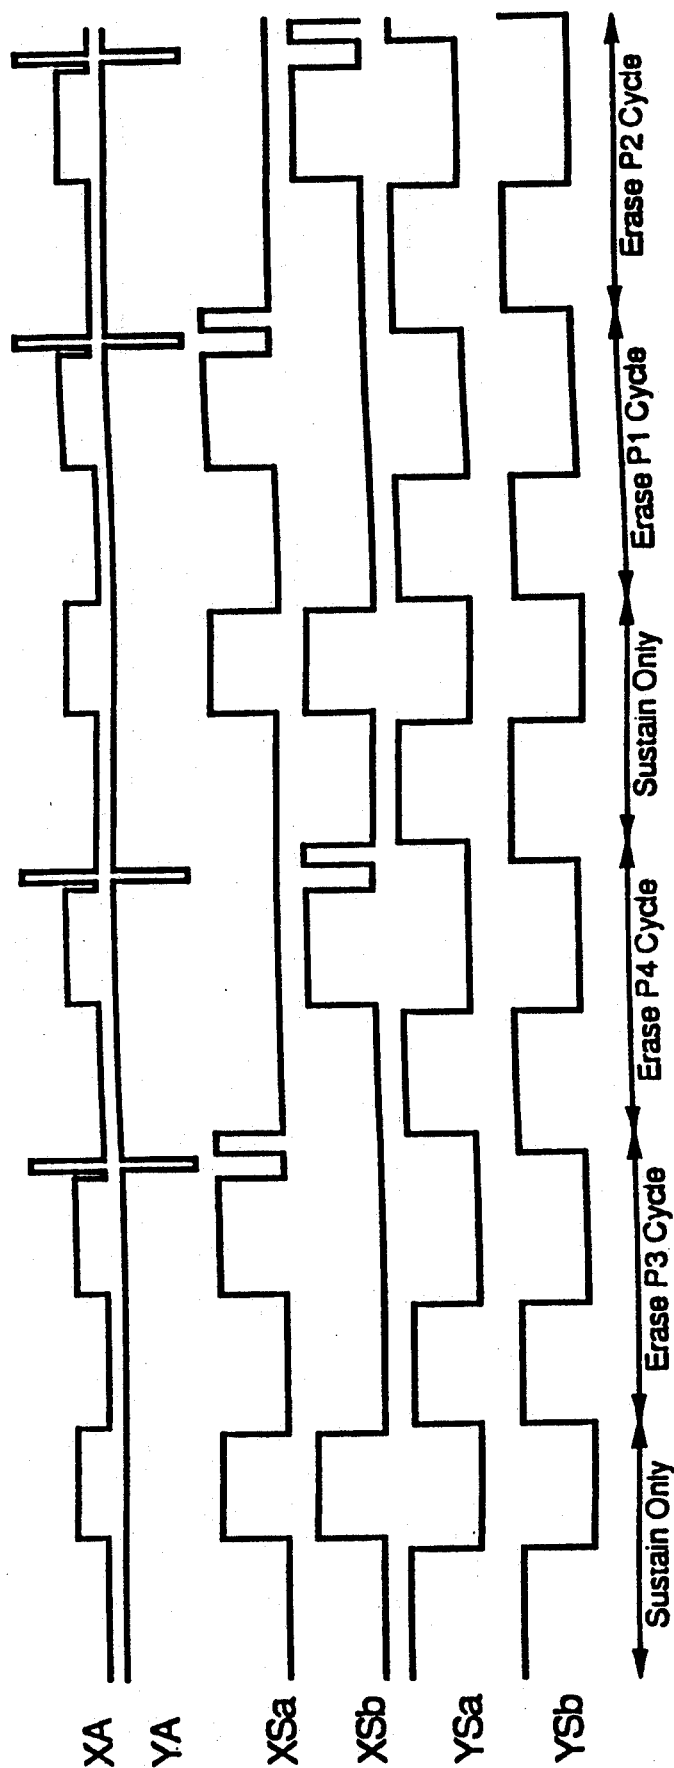 XA
YA
XSa
XSb
YSa
YSb
Sustain Only
Erase P3 Cycle
Erase P4 Cycle
Sustain Only
Erase P1 Cycle
Erase P2 Cycle